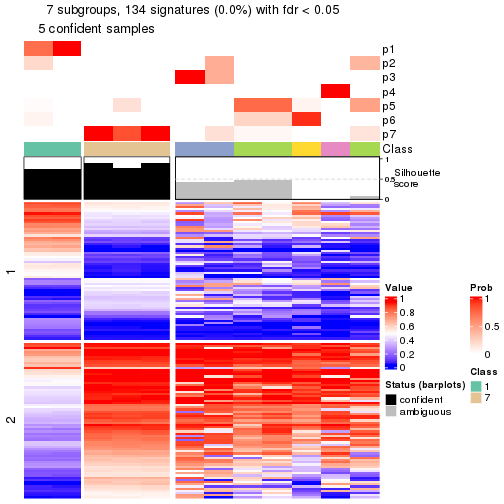 7 subgroups, 134 signatures (0.0%) with fdr < 0.05
5 confident samples
p1
p2
p3
p4
p5
p6
p7
Class
1
0.5
0
Silhouette
score
1
2
Value
1
0.8
0.6
0.4
0.2
0
Prob
1
0.5
0
Status (barplots)
confident
ambiguous
Class
1
7